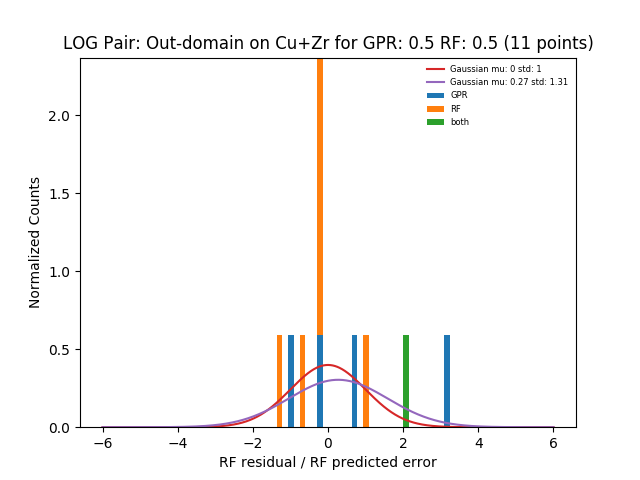 LOG Pair: Out-domain on Cu+Zr for GPR: 0.5 RF: 0.5 (11 points)
Gaussian mu: 0 std: 1
Gaussian mu: 0.27 std: 1.31
GPR
RF
both
Normalized Counts
2.0
1.5
1.0
0.5
0.0
−6 −4 −2 0 2 4 6
RF residual / RF predicted error